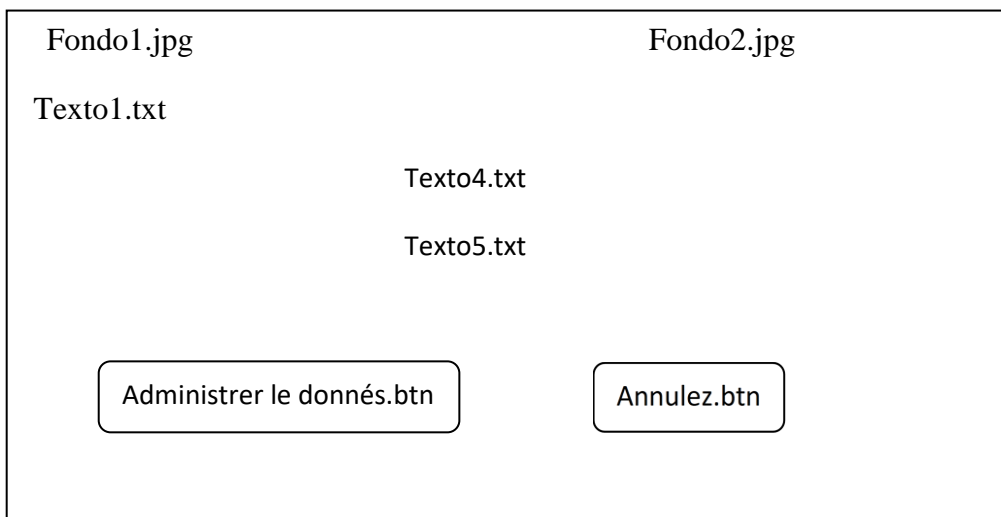 Fondo1.jpg Fondo2.jpg
Texto1.txt
Texto4.txt
Texto5.txt
Administrer le donnés.btn Annulez.btn